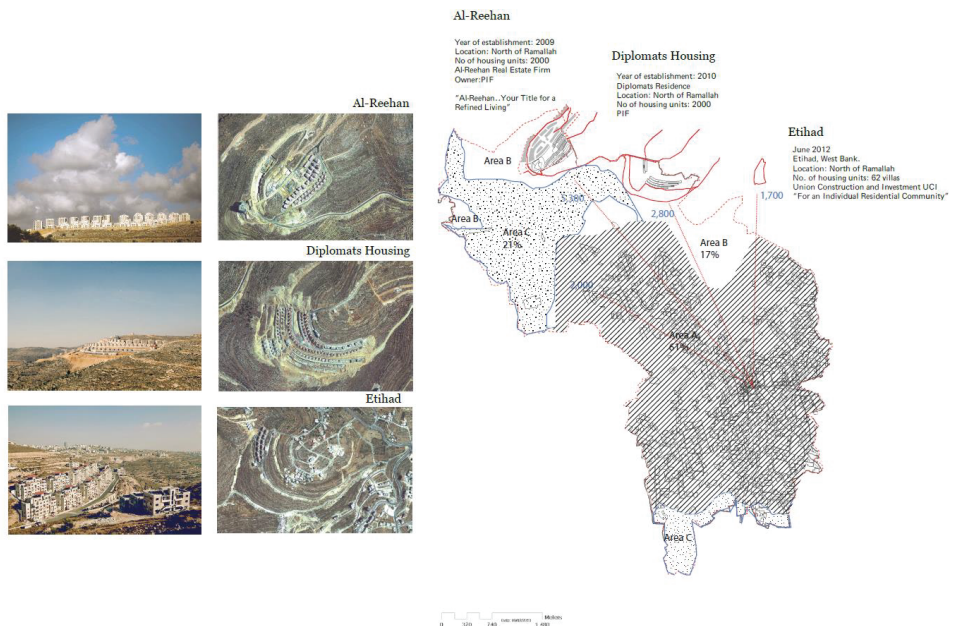 Al-Reehan
Diplomats Housing
Etihad
Al-Reehan
Year of establishment: 2009
Location: North of Ramallah
No of housing units: 2000
Al-Reehan Real Estate Firm
Owner:PIF
"Al-Reehan..Your Title for a
Refined Living"
Diplomats Housing
Year of establishment: 2010
Diplomats Residence
Location: North of Ramallah
No of housing units: 2000
PIF
Etihad
June 2012
Etihad, West Bank.
Location: North of Ramallah
No. of housing units: 62 villas
Union Construction and Investment UCI
"For an Individual Residential Community"
Area B
1,700
2,800
Area B
Area C
21%
Area B
17%
2,000
Area A
61%
Area C
Meters
0